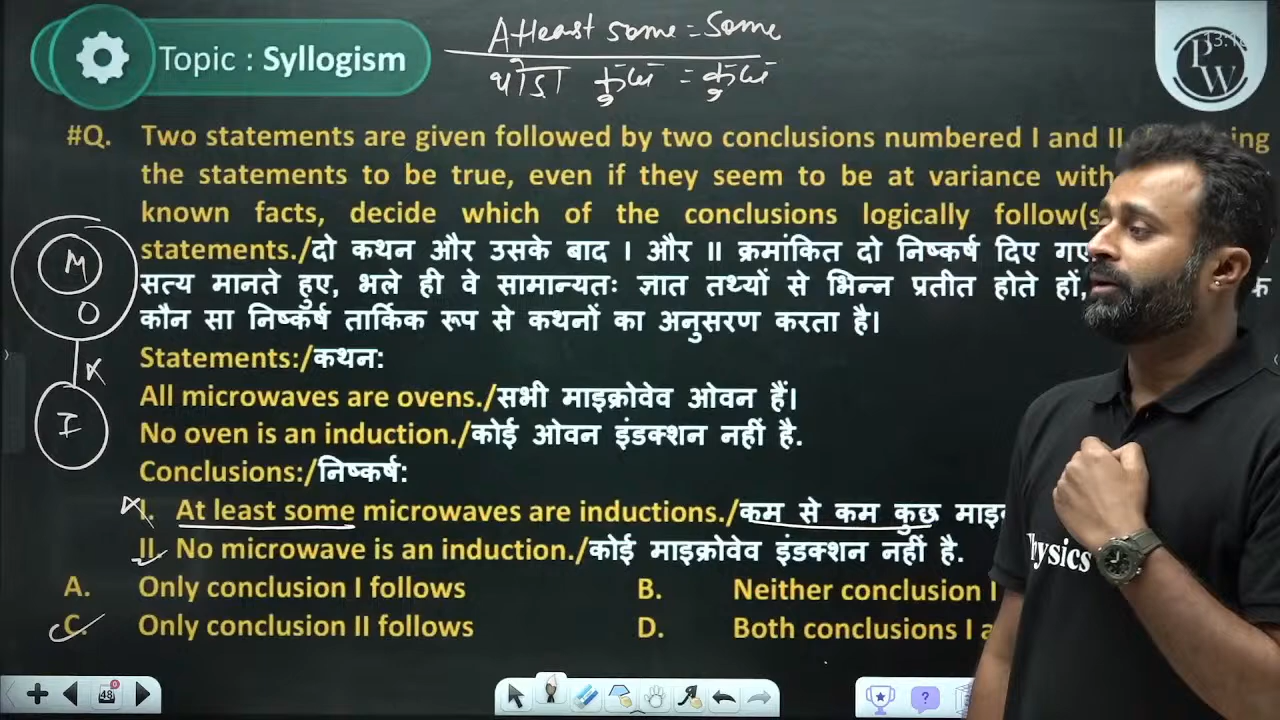 Atleast some = Some
Topic : Syllogism
थोड़ा कुछ = कुछ
PW
#Q. Two statements are given followed by two conclusions numbered I and II
the statements to be true, even if they seem to be at variance with
known facts, decide which of the conclusions logically follow(s
statements./दो कथन और उसके बाद I और II क्रमांकित दो निष्कर्ष दिए गए
सत्य मानते हुए, भले ही वे सामान्यतः ज्ञात तथ्यों से भिन्न प्रतीत होते हों,
कौन सा निष्कर्ष तार्किक रूप से कथनों का अनुसरण करता है।
M
O
I
Statements:/कथन:
All microwaves are ovens./सभी माइक्रोवेव ओवन हैं।
No oven is an induction./कोई ओवन इंडक्शन नहीं है.
Conclusions:/निष्कर्ष:
I. At least some microwaves are inductions./कम से कम कुछ
II. No microwave is an induction./कोई माइक्रोवेव इंडक्शन नहीं है.
A. Only conclusion I follows B. Neither conclusion I
C. Only conclusion II follows D. Both conclusions I
hysics
48